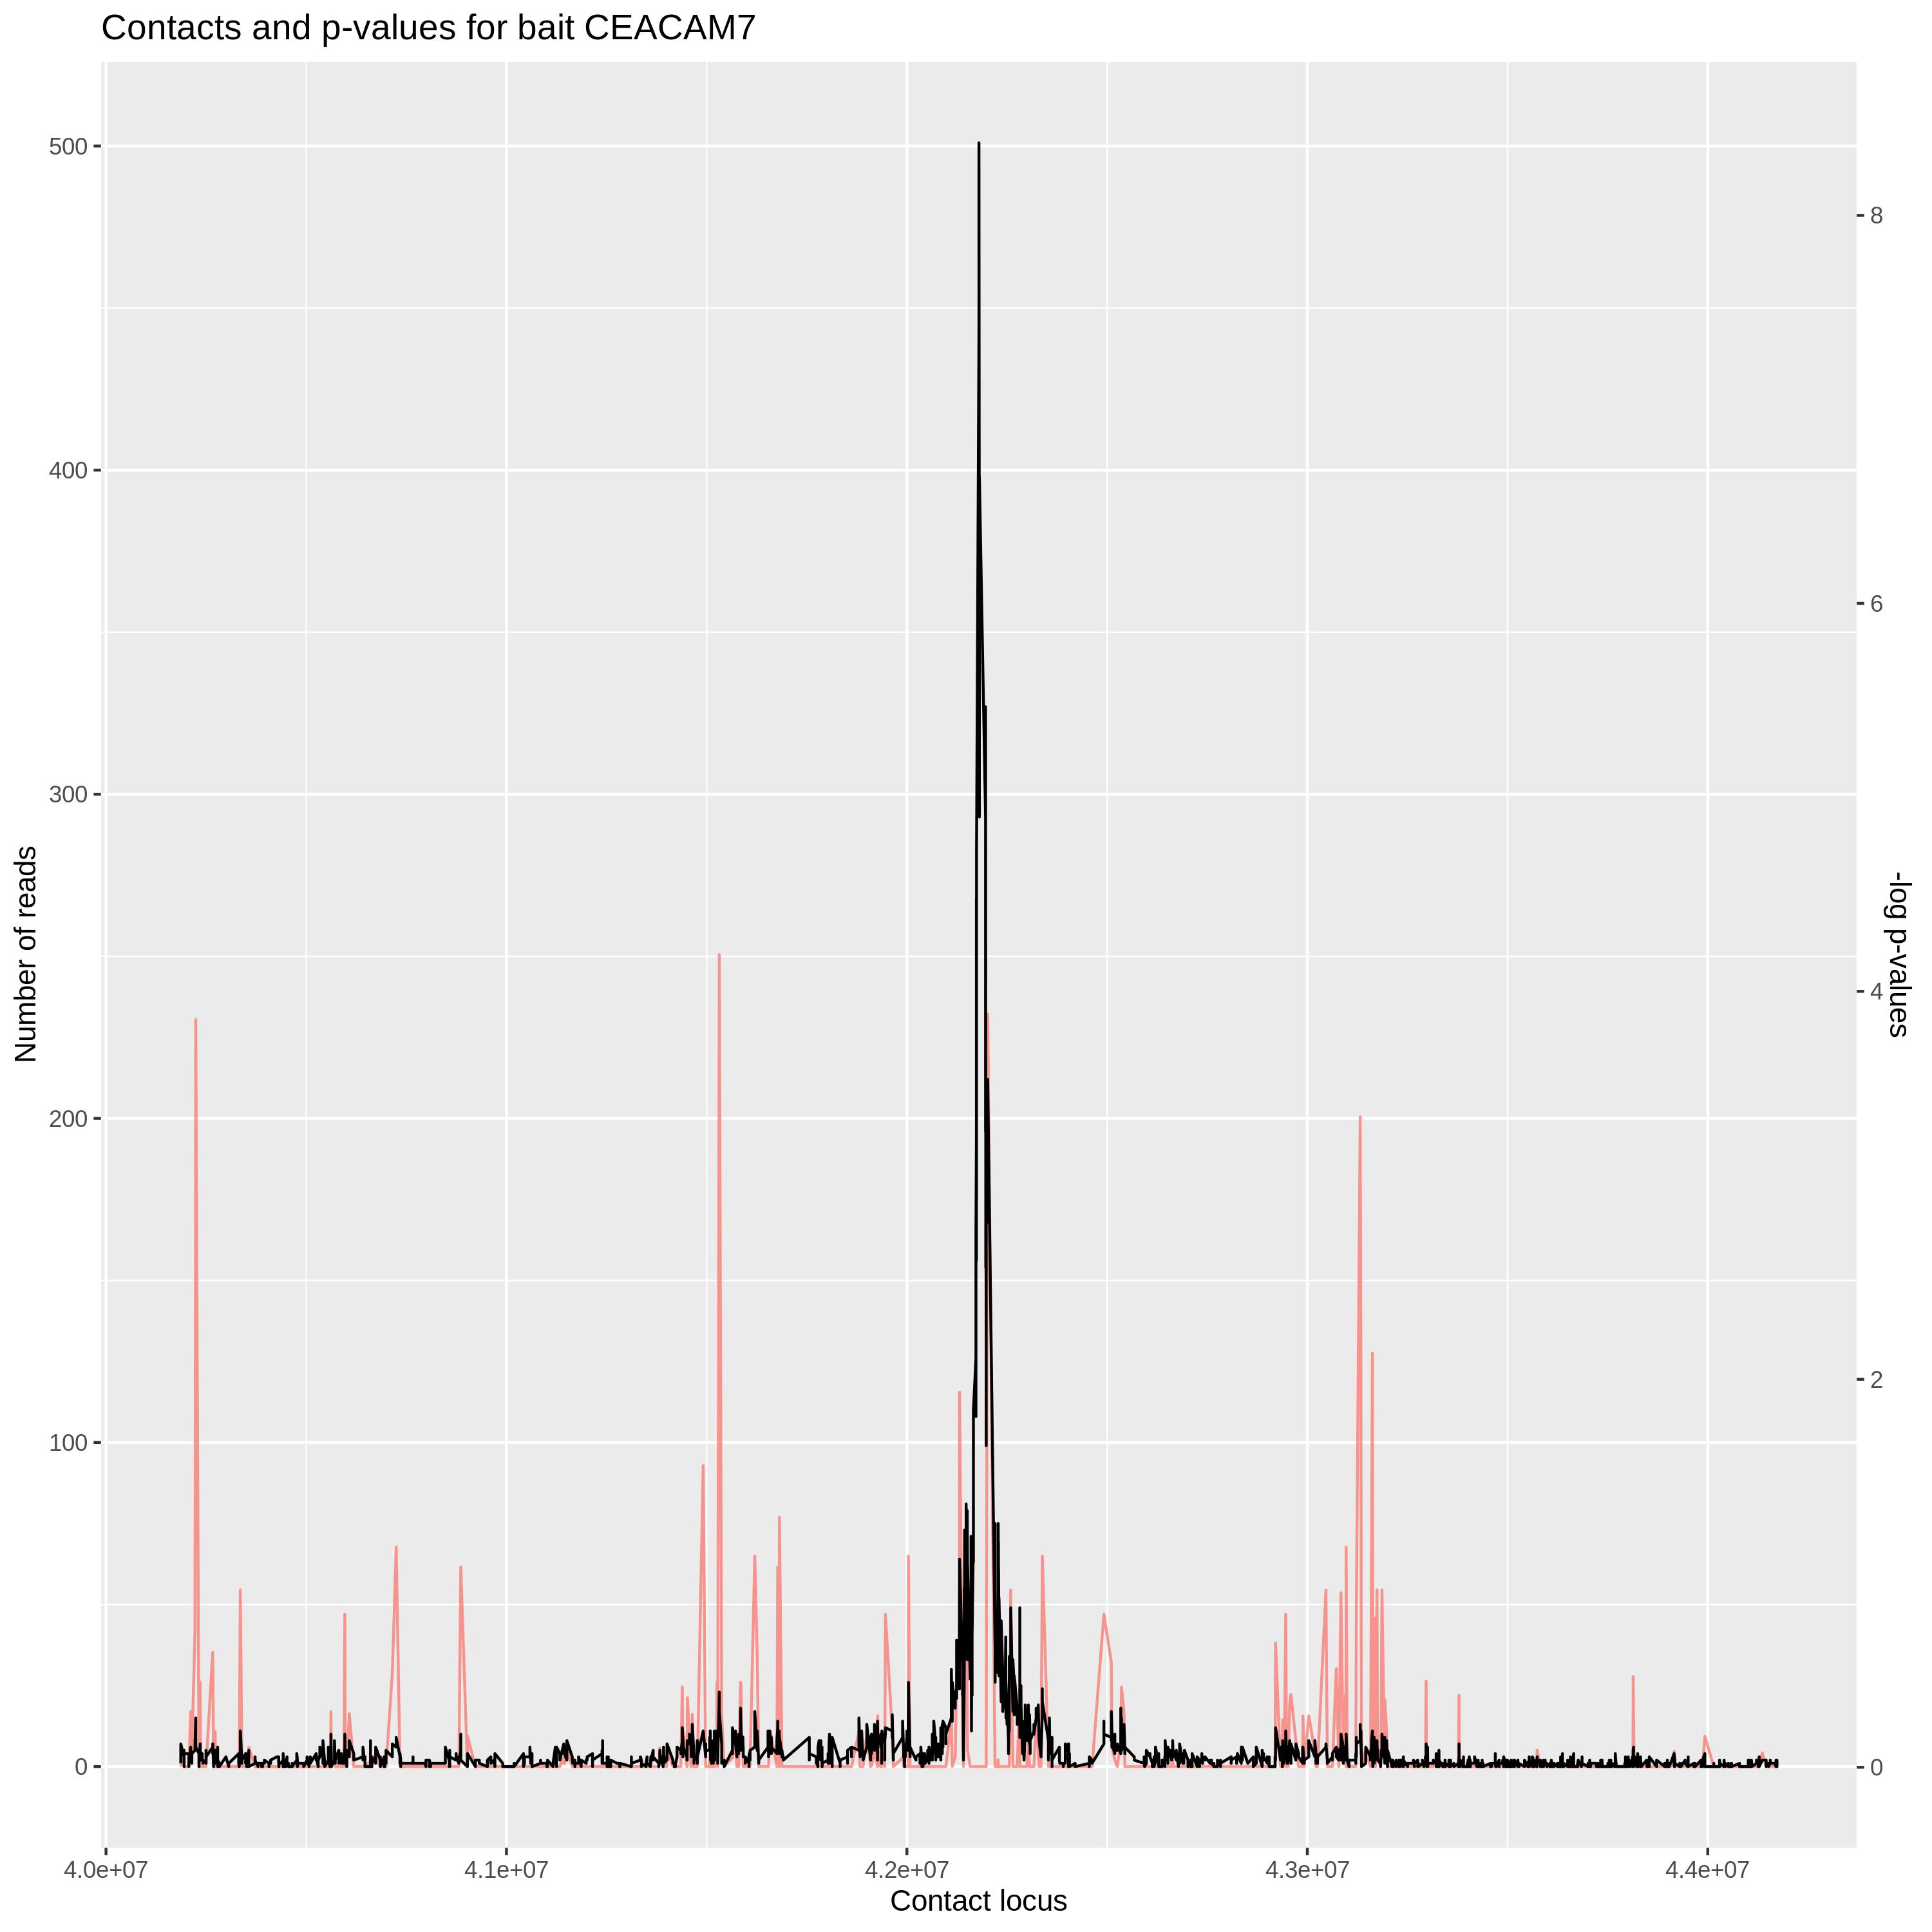 Contacts and p-values for bait CEACAM7
Number of reads
500
400
300
200
100
0
8
6
4
2
0
-log p-values
4.0e+07
4.1e+07
4.2e+07
4.3e+07
4.4e+07
Contact locus